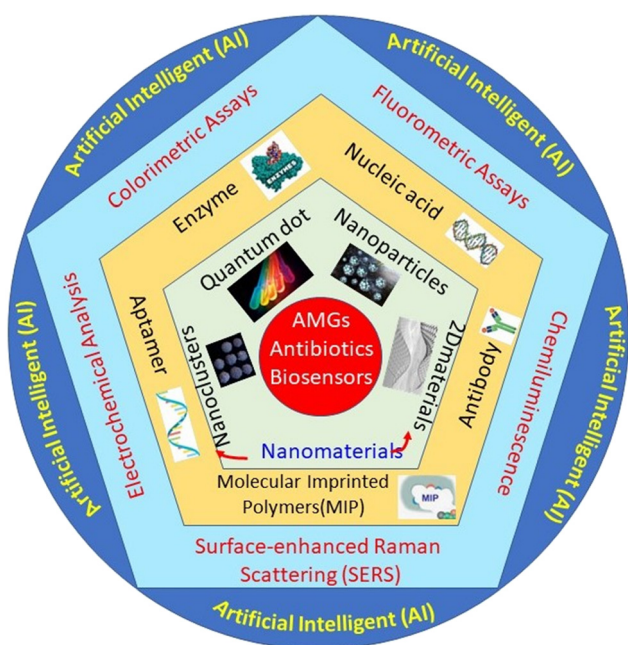 Artificial Intelligent (AI)
Artificial Intelligent (AI)
Colorimetric Assays
Fluorometric Assays
Enzyme
ENZYMES
Nucleic acid
Quantum dot
Nanoparticles
Artificial Intelligent (AI)
Electrochemical Analysis
Aptamer
Nanoclusters
AMGs
Antibiotics
Biosensors
2Dmaterials
Antibody
Chemiluminescence
Artificial Intelligent (AI)
Nanomaterials
Molecular Imprinted
Polymers(MIP)
MIP
Surface-enhanced Raman
Scattering (SERS)
Artificial Intelligent (AI)